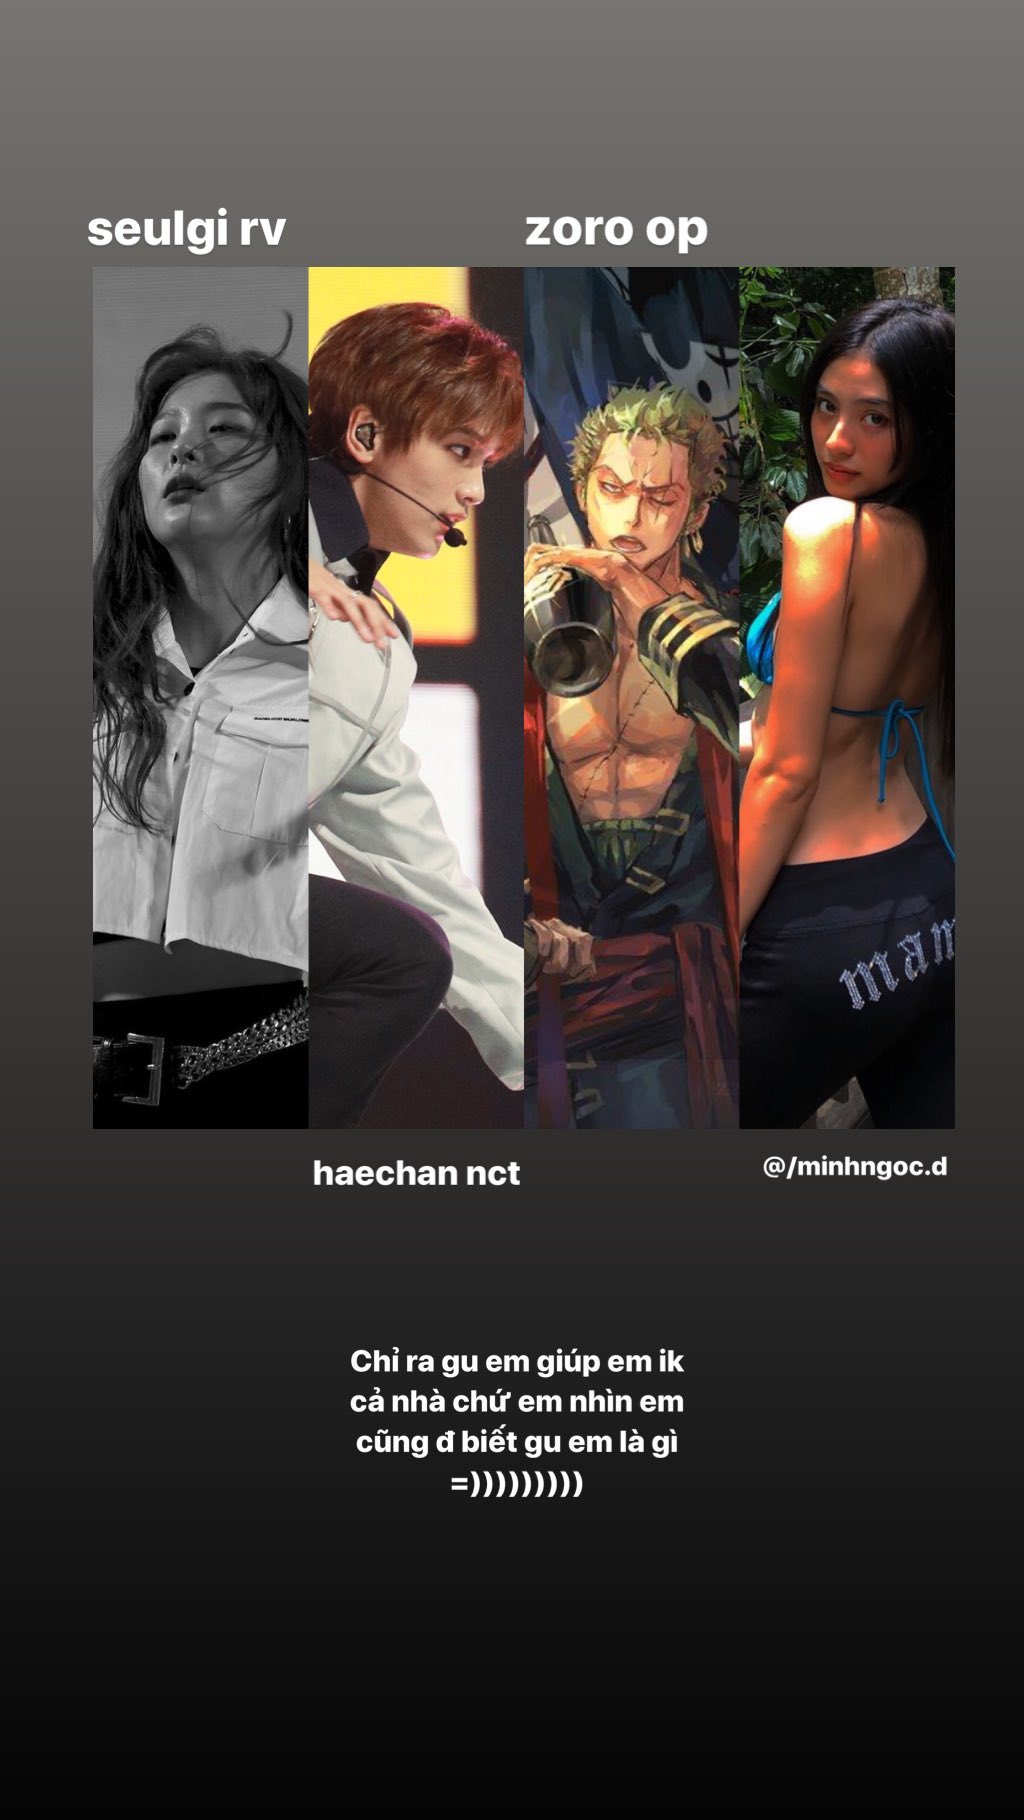 seulgi rv
zoro op
mam
haechan nct
@/minhngoc.d
Chỉ ra gu em giúp em ik
cả nhà chứ em nhìn em
cũng đ biết gu em là gì
=)))))))))